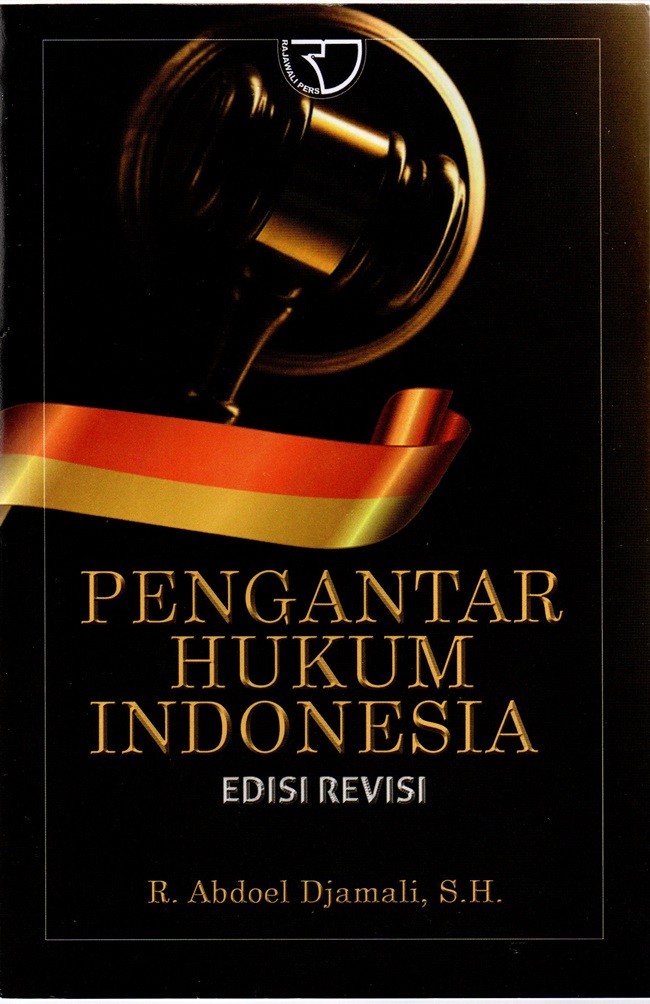 RAJAWALI PERS
PENGANTAR
HUKUM
INDONESIA
EDISI REVISI
R. Abdoel Djamali, S.H.